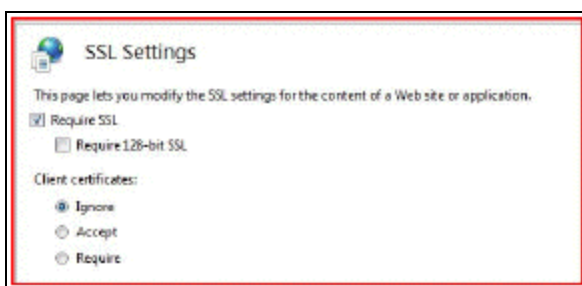 SSL Settings
This page lets you modify the SSL settings for the content of a Web site or application.
Require SSL
Require 128-bit SSL
Client certificates:
Ignore
Accept
Require